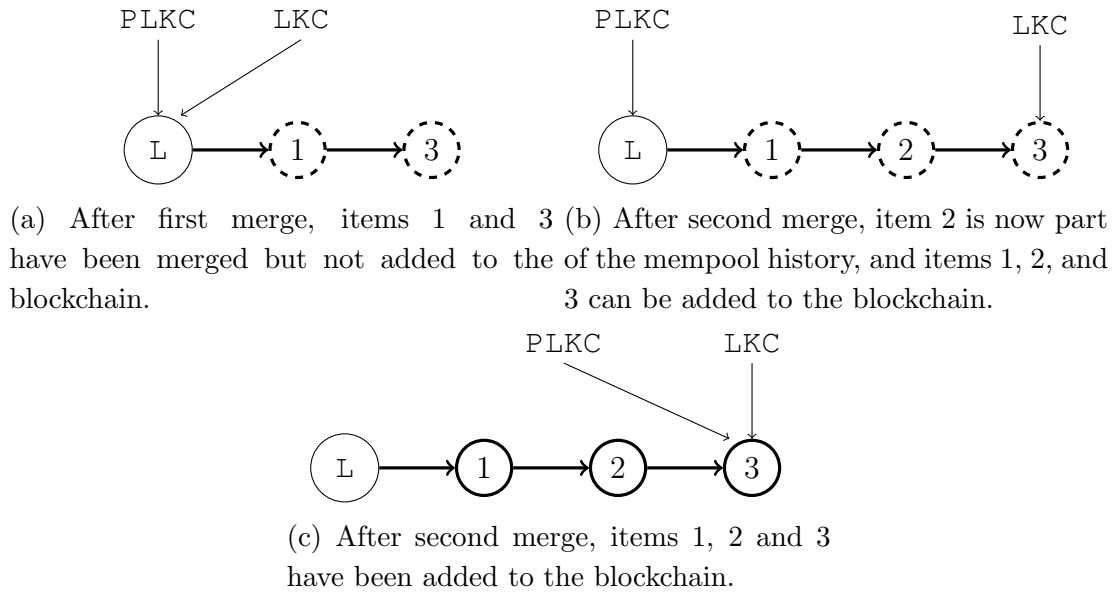 PLKC LKC
L 1 3
(a) After first merge, items 1 and 3
have been merged but not added to the
blockchain.
PLKC LKC
L 1 2 3
(b) After second merge, item 2 is now part
of the mempool history, and items 1, 2, and
3 can be added to the blockchain.
PLKC LKC
L 1 2 3
(c) After second merge, items 1, 2 and 3
have been added to the blockchain.